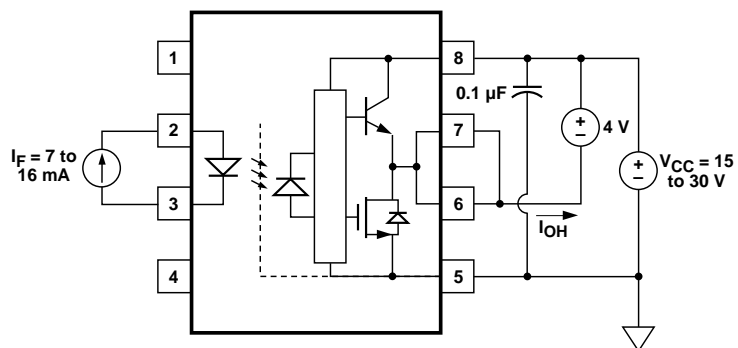 1
8
0.1 µF
4 V
2
7
I_F = 7 to
16 mA
V_CC = 15
to 30 V
3
6
I_OH
4
5